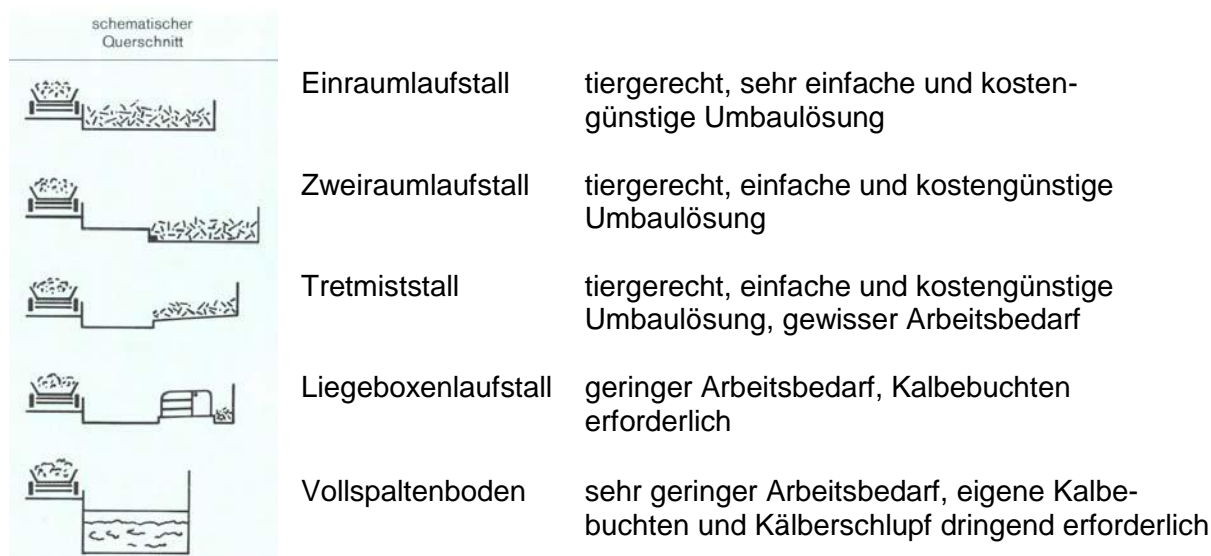 schematischer
Querschnitt
Einraumlaufstall tiergerecht, sehr einfache und kosten-
günstige Umbaulösung
Zweiraumlaufstall tiergerecht, einfache und kostengünstige
Umbaulösung
Tretmiststall tiergerecht, einfache und kostengünstige
Umbaulösung, gewisser Arbeitsbedarf
Liegeboxenlaufstall geringer Arbeitsbedarf, Kalbebuchten
erforderlich
Vollspaltenboden sehr geringer Arbeitsbedarf, eigene Kalbe-
buchten und Kälberschlupf dringend erforderlich